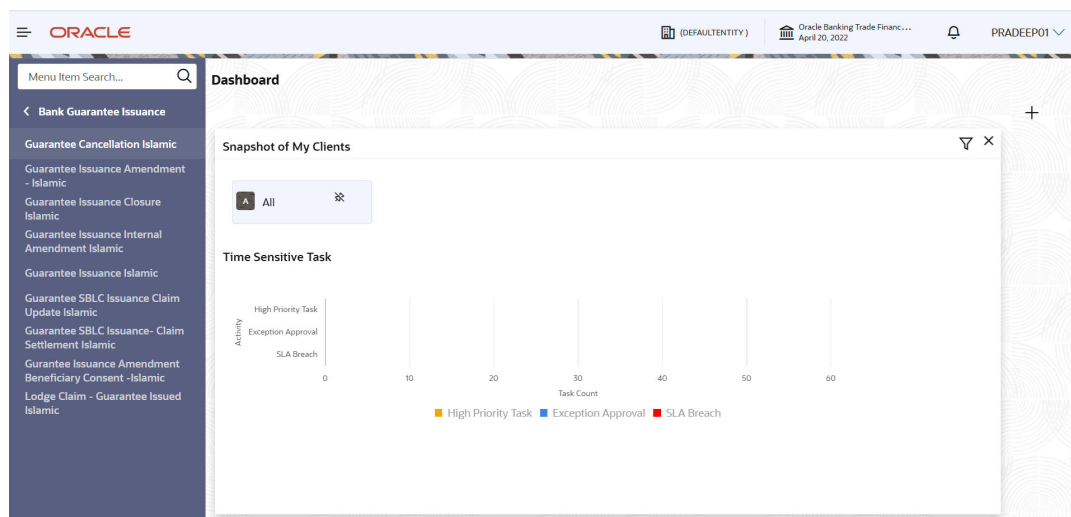 ORACLE
(DEFAULTENTITY)
Oracle Banking Trade Financ...
April 20, 2022
PRADEEP01
Menu Item Search...
Bank Guarantee Issuance
Guarantee Cancellation Islamic
Guarantee Issuance Amendment
- Islamic
Guarantee Issuance Closure
Islamic
Guarantee Issuance Internal
Amendment Islamic
Guarantee Issuance Islamic
Guarantee SBLC Issuance Claim
Update Islamic
Guarantee SBLC Issuance- Claim
Settlement Islamic
Gurantee Issuance Amendment
Beneficiary Consent -Islamic
Lodge Claim - Guarantee Issued
Islamic
Dashboard
Snapshot of My Clients
A All
Time Sensitive Task
Activity
High Priority Task
Exception Approval
SLA Breach
0 10 20 30 40 50 60
Task Count
High Priority Task Exception Approval SLA Breach